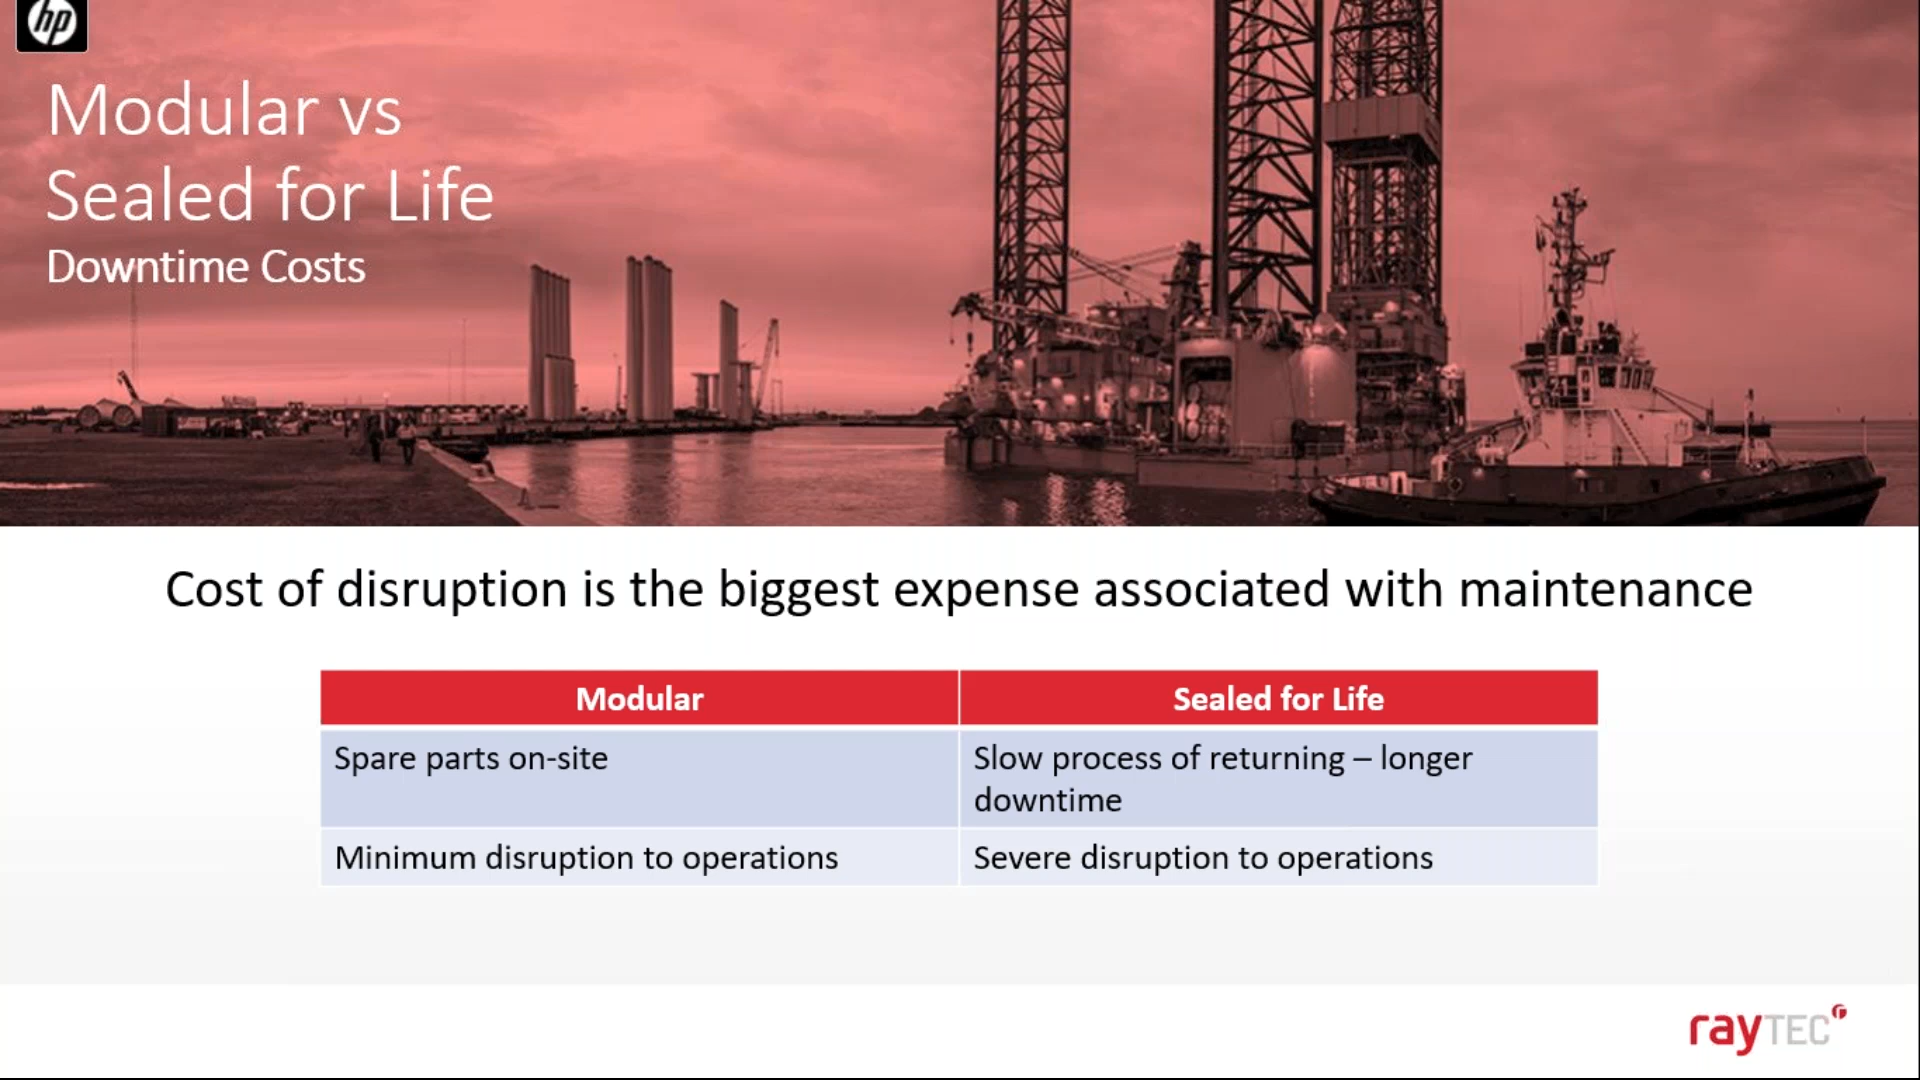 hp
Modular vs
Sealed for Life
Downtime Costs
Cost of disruption is the biggest expense associated with maintenance
Modular
Sealed for Life
Spare parts on-site
Slow process of returning – longer
downtime
Minimum disruption to operations
Severe disruption to operations
rayTEC